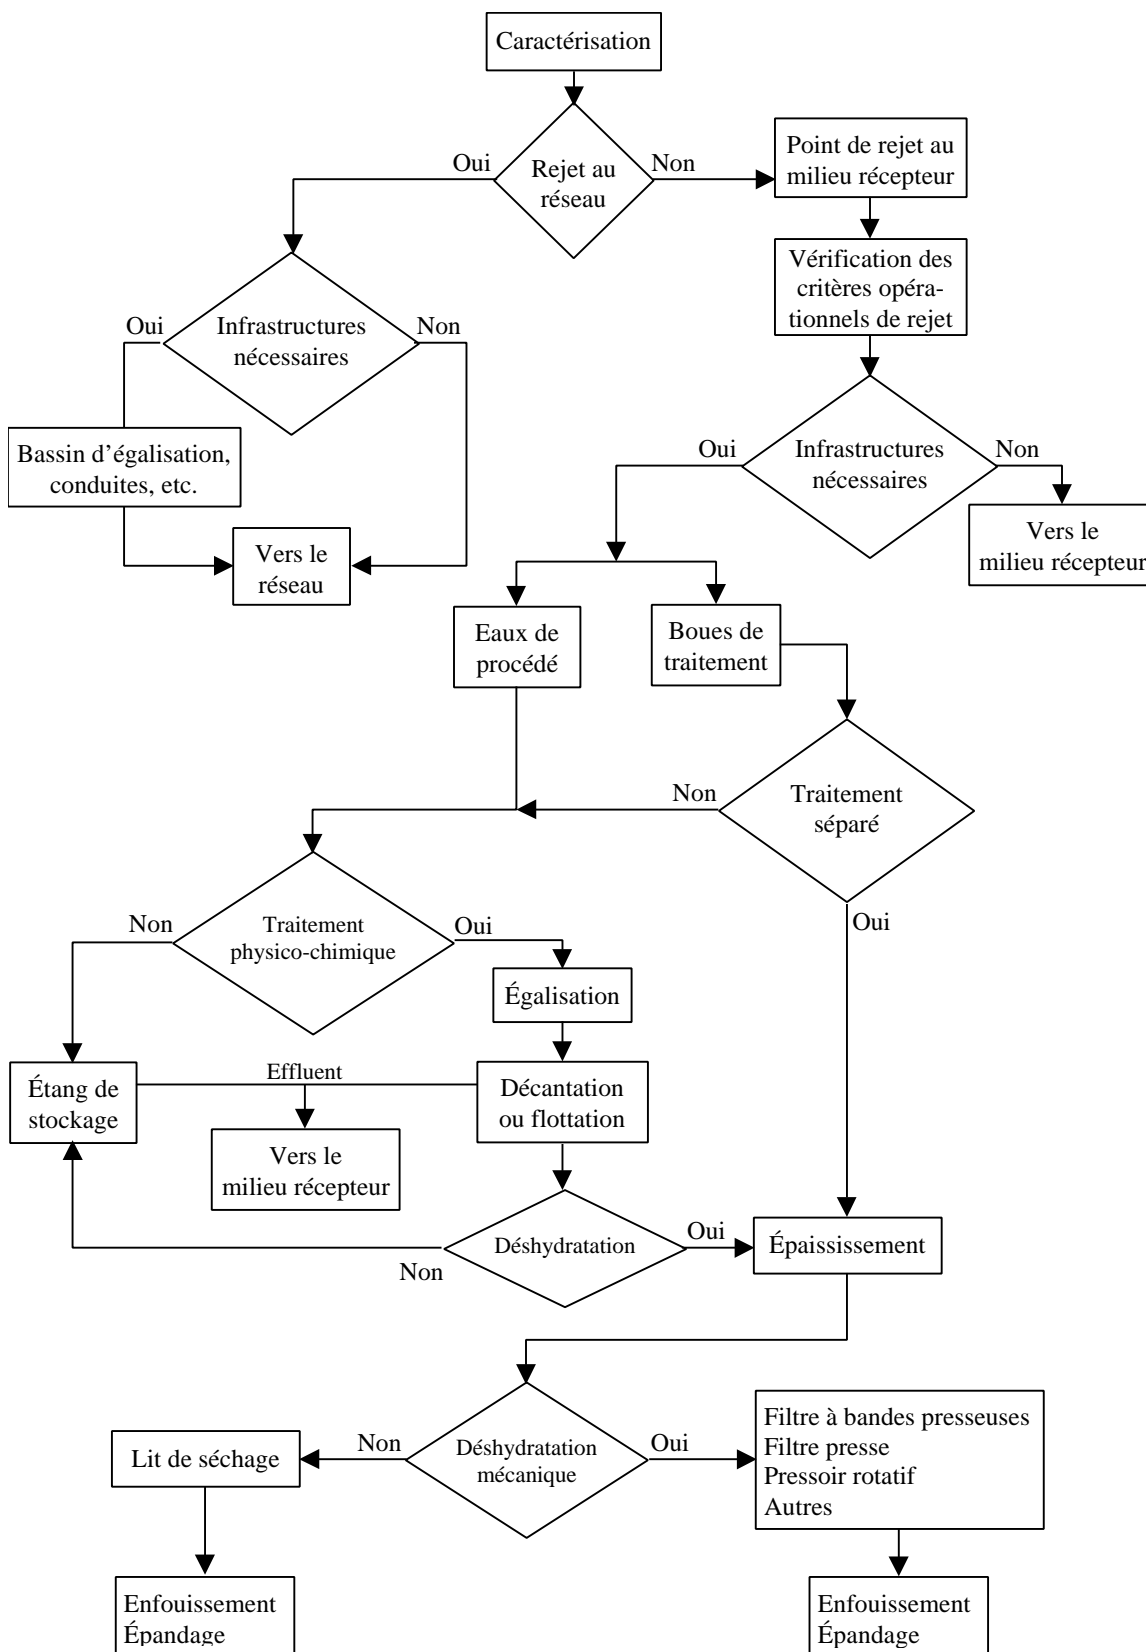 Caractérisation
Oui
Rejet au
réseau
Non
Point de rejet au
milieu récepteur
Vérification des
critères opéra-
tionnels de rejet
Oui
Infrastructures
nécessaires
Non
Bassin d’égalisation,
conduites, etc.
Vers le
réseau
Oui
Infrastructures
nécessaires
Non
Vers le
milieu récepteur
Eaux de
procédé
Boues de
traitement
Non
Traitement
séparé
Oui
Non
Traitement
physico-chimique
Oui
Égalisation
Étang de
stockage
Effluent
Décantation
ou flottation
Vers le
milieu récepteur
Non
Déshydratation
Oui
Épaississement
Lit de séchage
Non
Déshydratation
mécanique
Oui
Filtre à bandes presseuses
Filtre presse
Pressoir rotatif
Autres
Enfouissement
Épandage
Enfouissement
Épandage